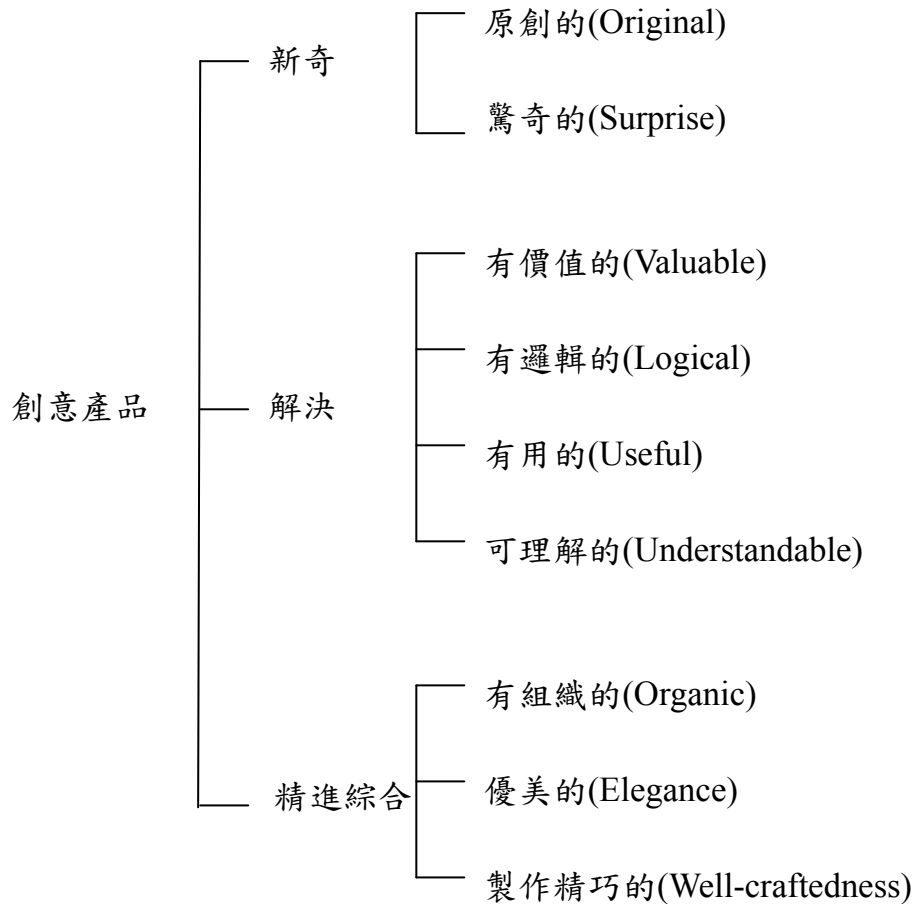 創意產品
新奇
原創的(Original)
驚奇的(Surprise)
解決
有價值的(Valuable)
有邏輯的(Logical)
有用的(Useful)
可理解的(Understandable)
精進綜合
有組織的(Organic)
優美的(Elegance)
製作精巧的(Well-craftedness)